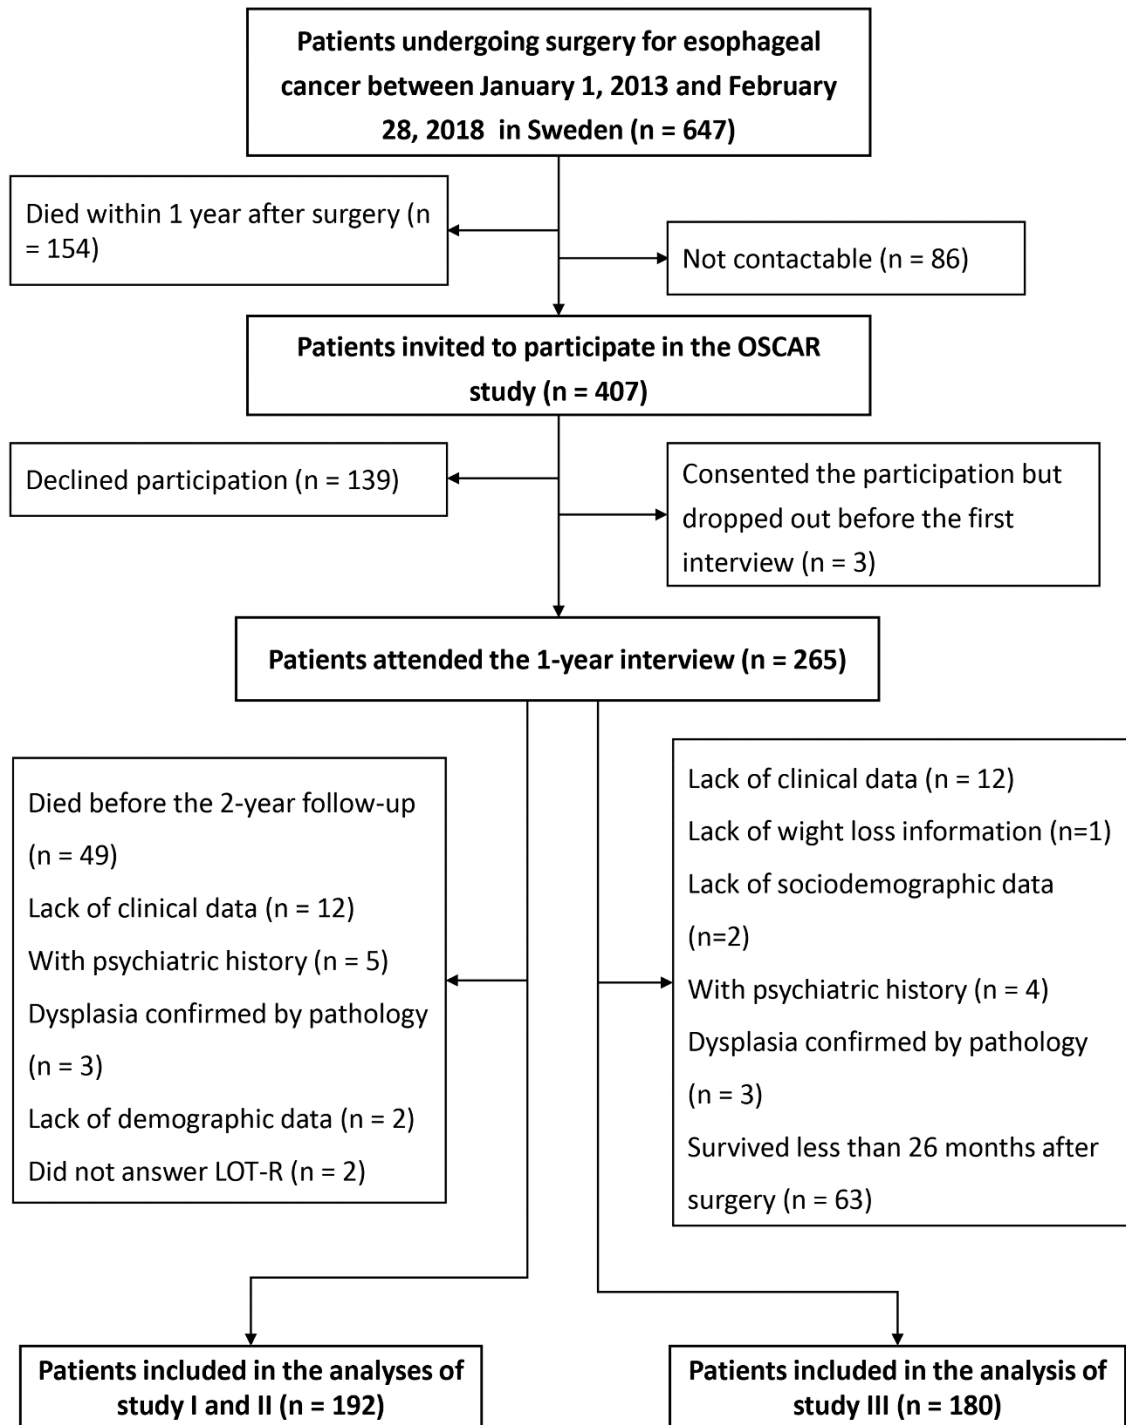 Patients undergoing surgery for esophageal
cancer between January 1, 2013 and February
28, 2018 in Sweden (n = 647)
Died within 1 year after surgery (n
= 154)
Not contactable (n = 86)
Patients invited to participate in the OSCAR
study (n = 407)
Declined participation (n = 139)
Consented the participation but
dropped out before the first
interview (n = 3)
Patients attended the 1-year interview (n = 265)
Died before the 2-year follow-up
(n = 49)
Lack of clinical data (n = 12)
With psychiatric history (n = 5)
Dysplasia confirmed by pathology
(n = 3)
Lack of demographic data (n = 2)
Did not answer LOT-R (n = 2)
Lack of clinical data (n = 12)
Lack of wight loss information (n=1)
Lack of sociodemographic data
(n=2)
With psychiatric history (n = 4)
Dysplasia confirmed by pathology
(n = 3)
Survived less than 26 months after
surgery (n = 63)
Patients included in the analyses of
study I and II (n = 192)
Patients included in the analysis of
study III (n = 180)